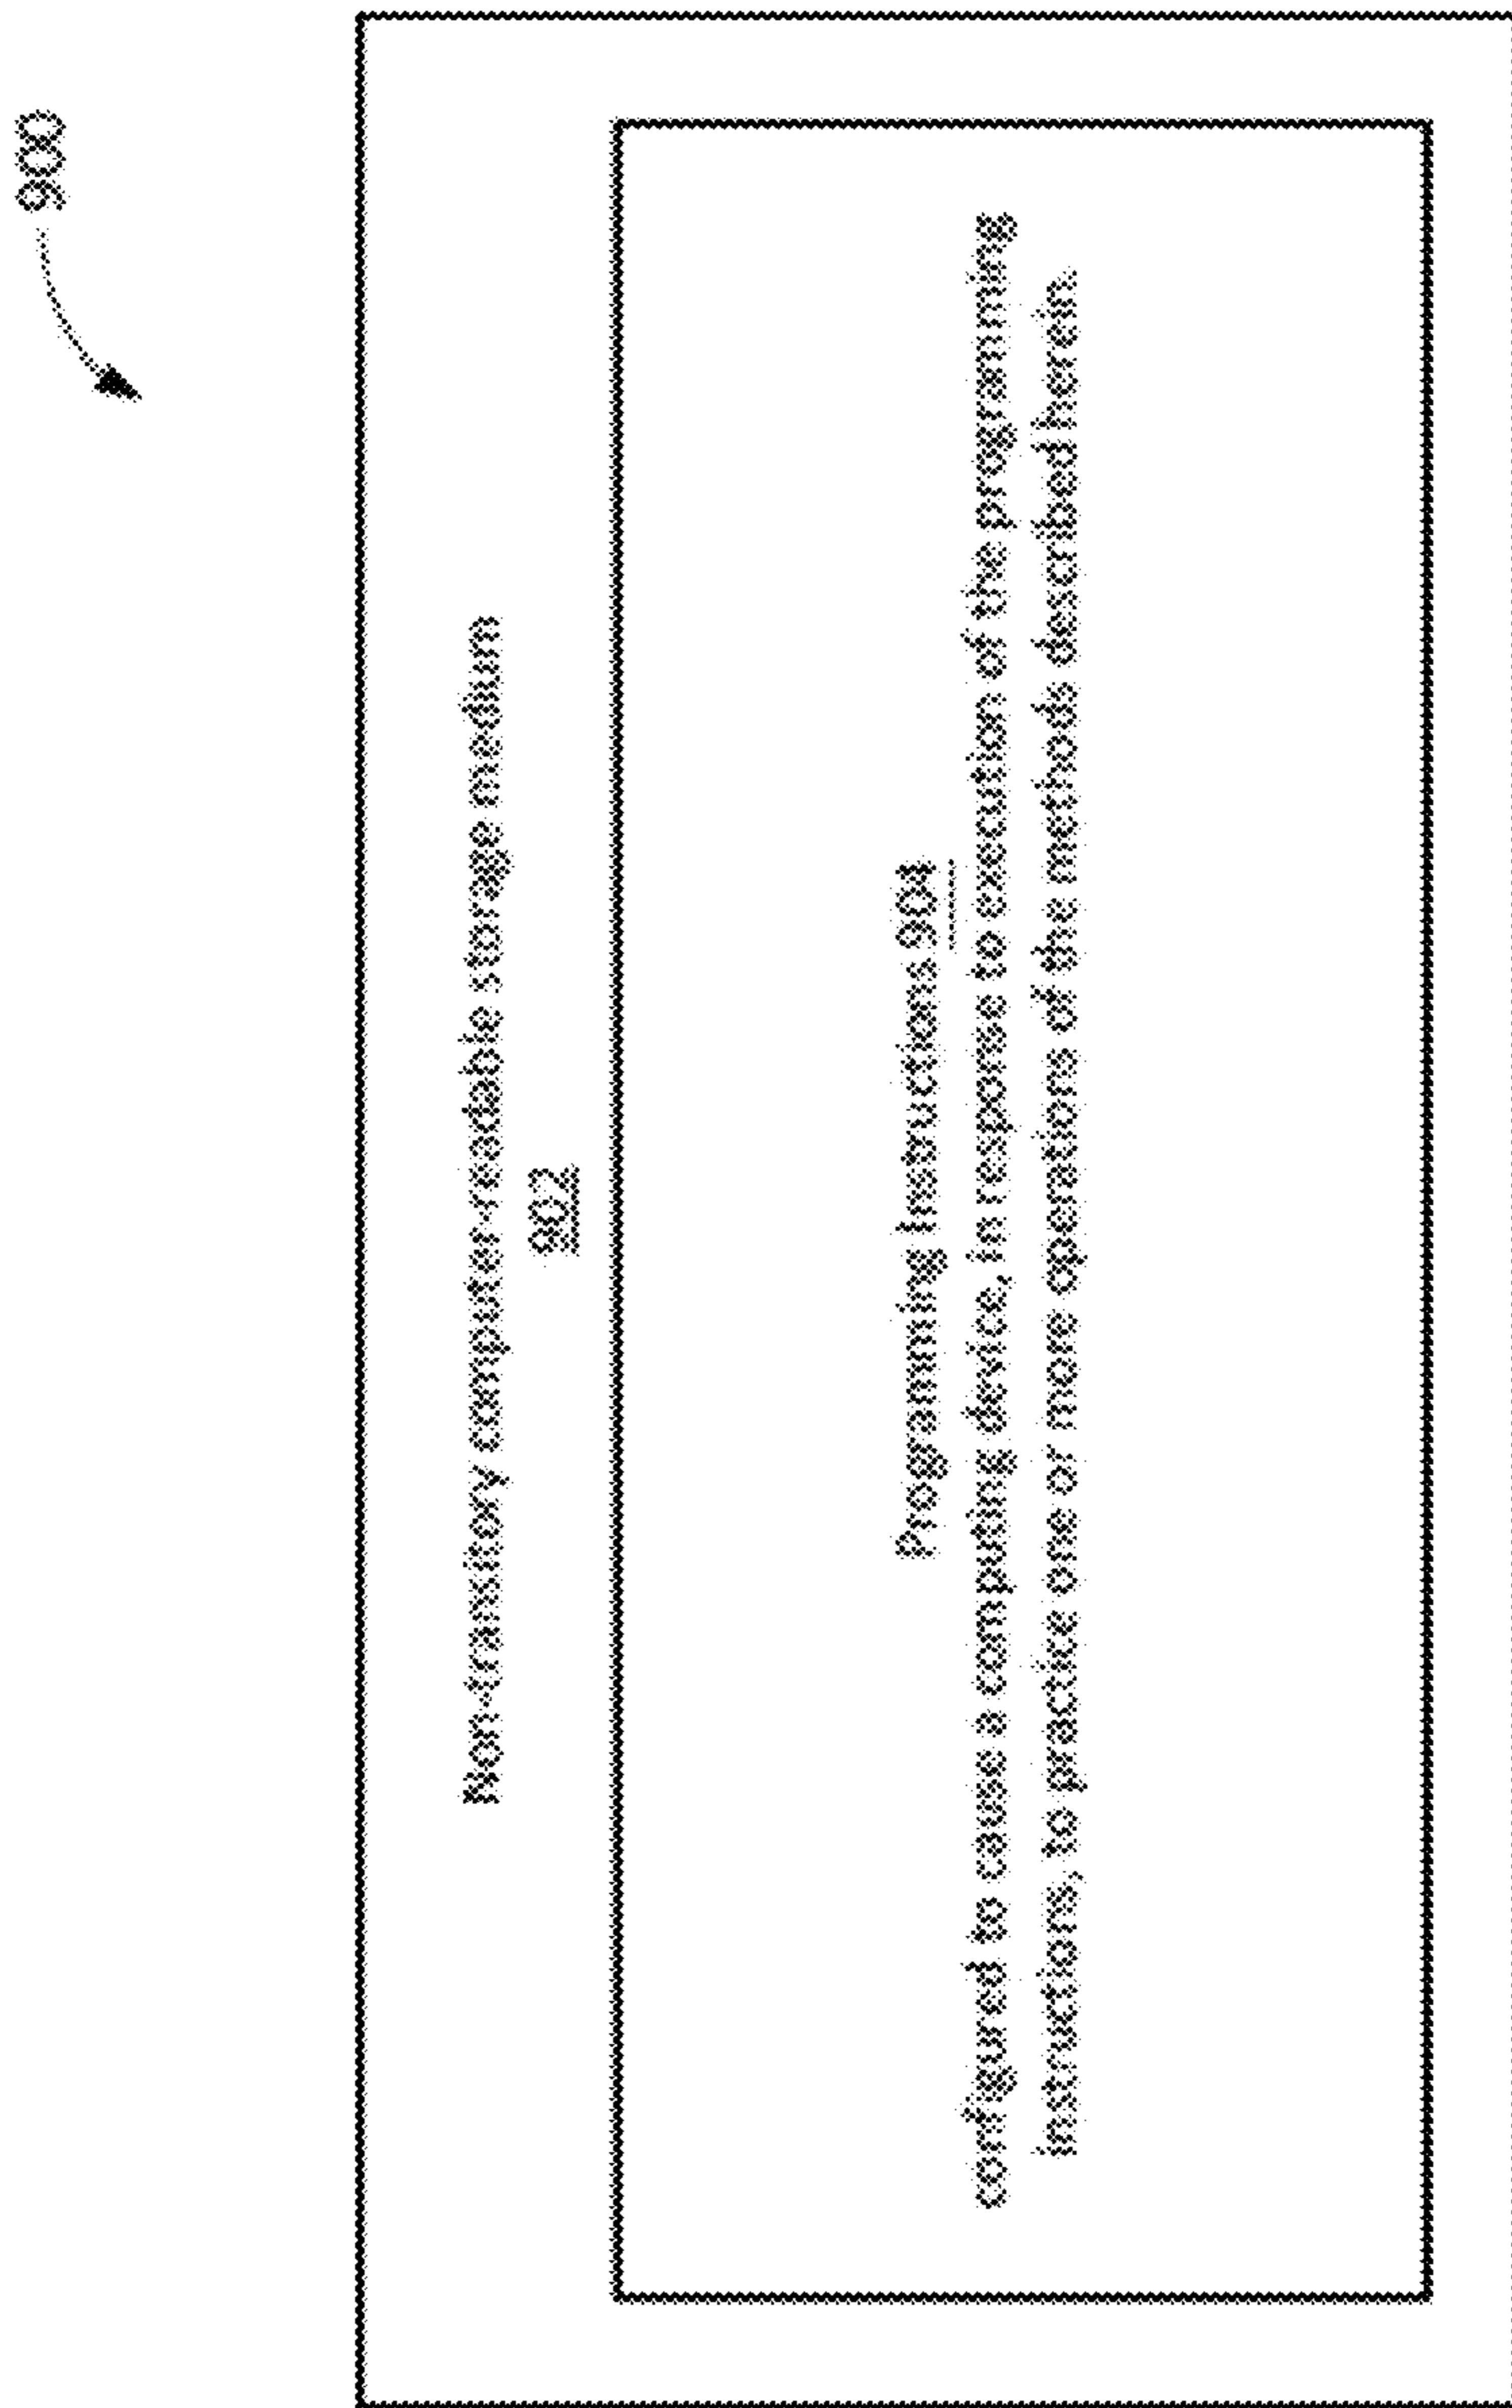 900
Non-transitory computer-readable storage medium
902
Programming Instructions 904
configured to cause a computing device, in response to execution of the programming
instructions, to practice one or more operations of the methods described herein.